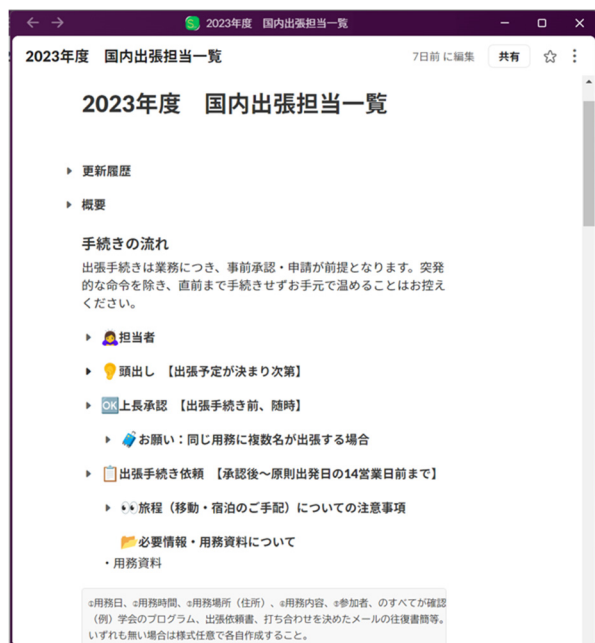 2023年度　国内出張担当一覧
2023年度　国内出張担当一覧
7日前 に編集
共有
2023年度　国内出張担当一覧
更新履歴
概要
手続きの流れ
出張手続きは業務につき、事前承認・申請が前提となります。突発
的な命令を除き、直前まで手続きせずお手元で温めることはお控え
ください。
担当者
頭出し　【出張予定が決まり次第】
🆗上長承認　【出張手続き前、随時】
お願い：同じ用務に複数名が出張する場合
出張手続き依頼　【承認後～原則出発日の14営業日前まで】
旅程（移動・宿泊のご手配）についての注意事項
必要情報・用務資料について
・用務資料
①用務日、②用務時間、③用務場所（住所）、④用務内容、⑤参加者、のすべてが確認
（例）学会のプログラム、出張依頼書、打ち合わせを決めたメールの往復書簡等。
いずれも無い場合は様式任意で各自作成すること。